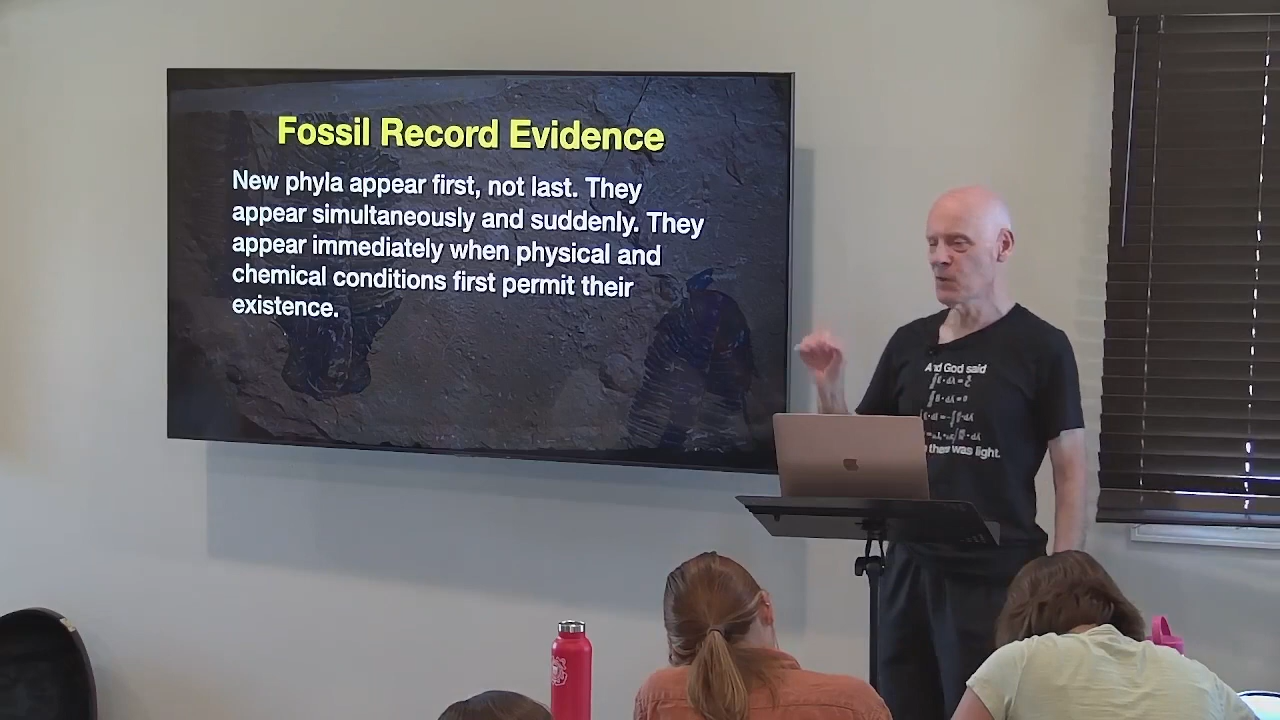 Fossil Record Evidence
New phyla appear first, not last. They
appear simultaneously and suddenly. They
appear immediately when physical and
chemical conditions first permit their
existence.
And God said
there was light.